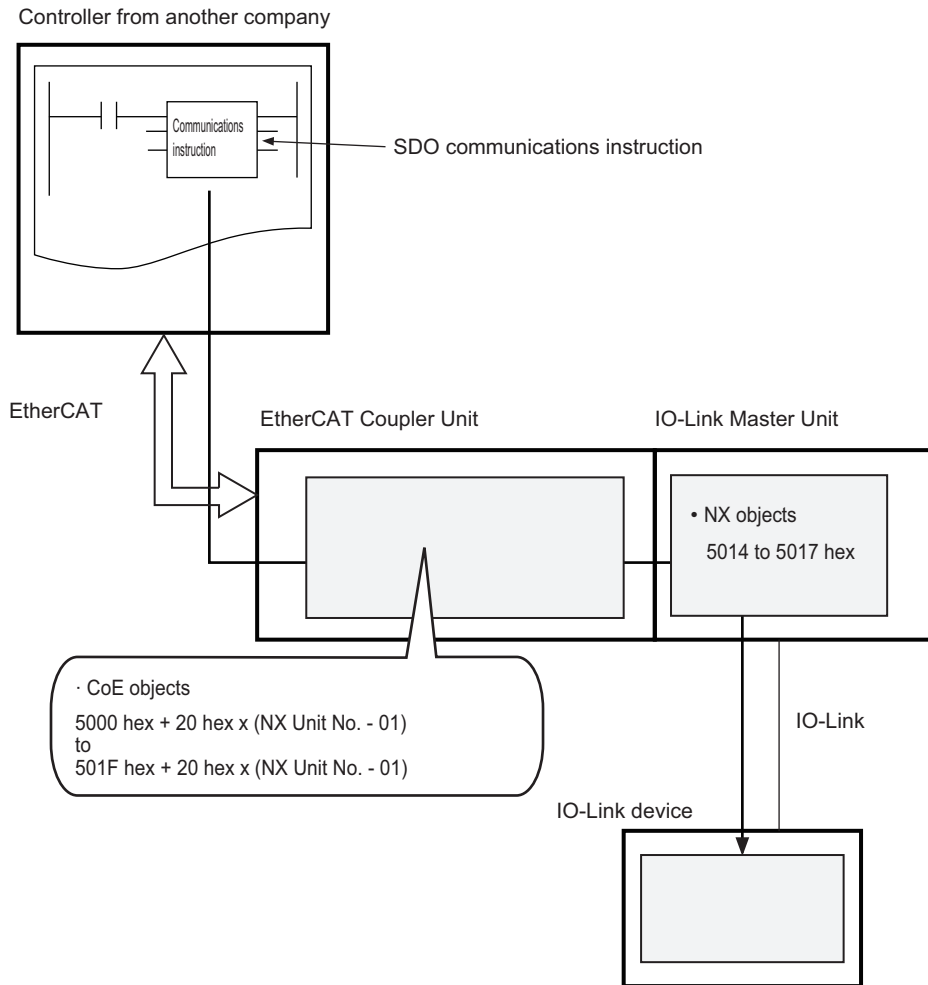 Controller from another company
Communications
instruction
SDO communications instruction
EtherCAT
EtherCAT Coupler Unit
IO-Link Master Unit
• NX objects
5014 to 5017 hex
· CoE objects
5000 hex + 20 hex x (NX Unit No. - 01)
to
501F hex + 20 hex x (NX Unit No. - 01)
IO-Link
IO-Link device